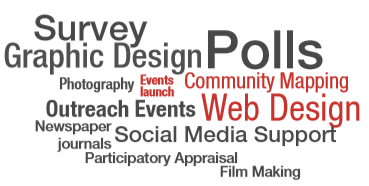 Survey
Graphic Design
Polls
Photography
Events
launch
Community Mapping
Outreach Events
Web Design
Newspaper
journals
Social Media Support
Participatory Appraisal
Film Making